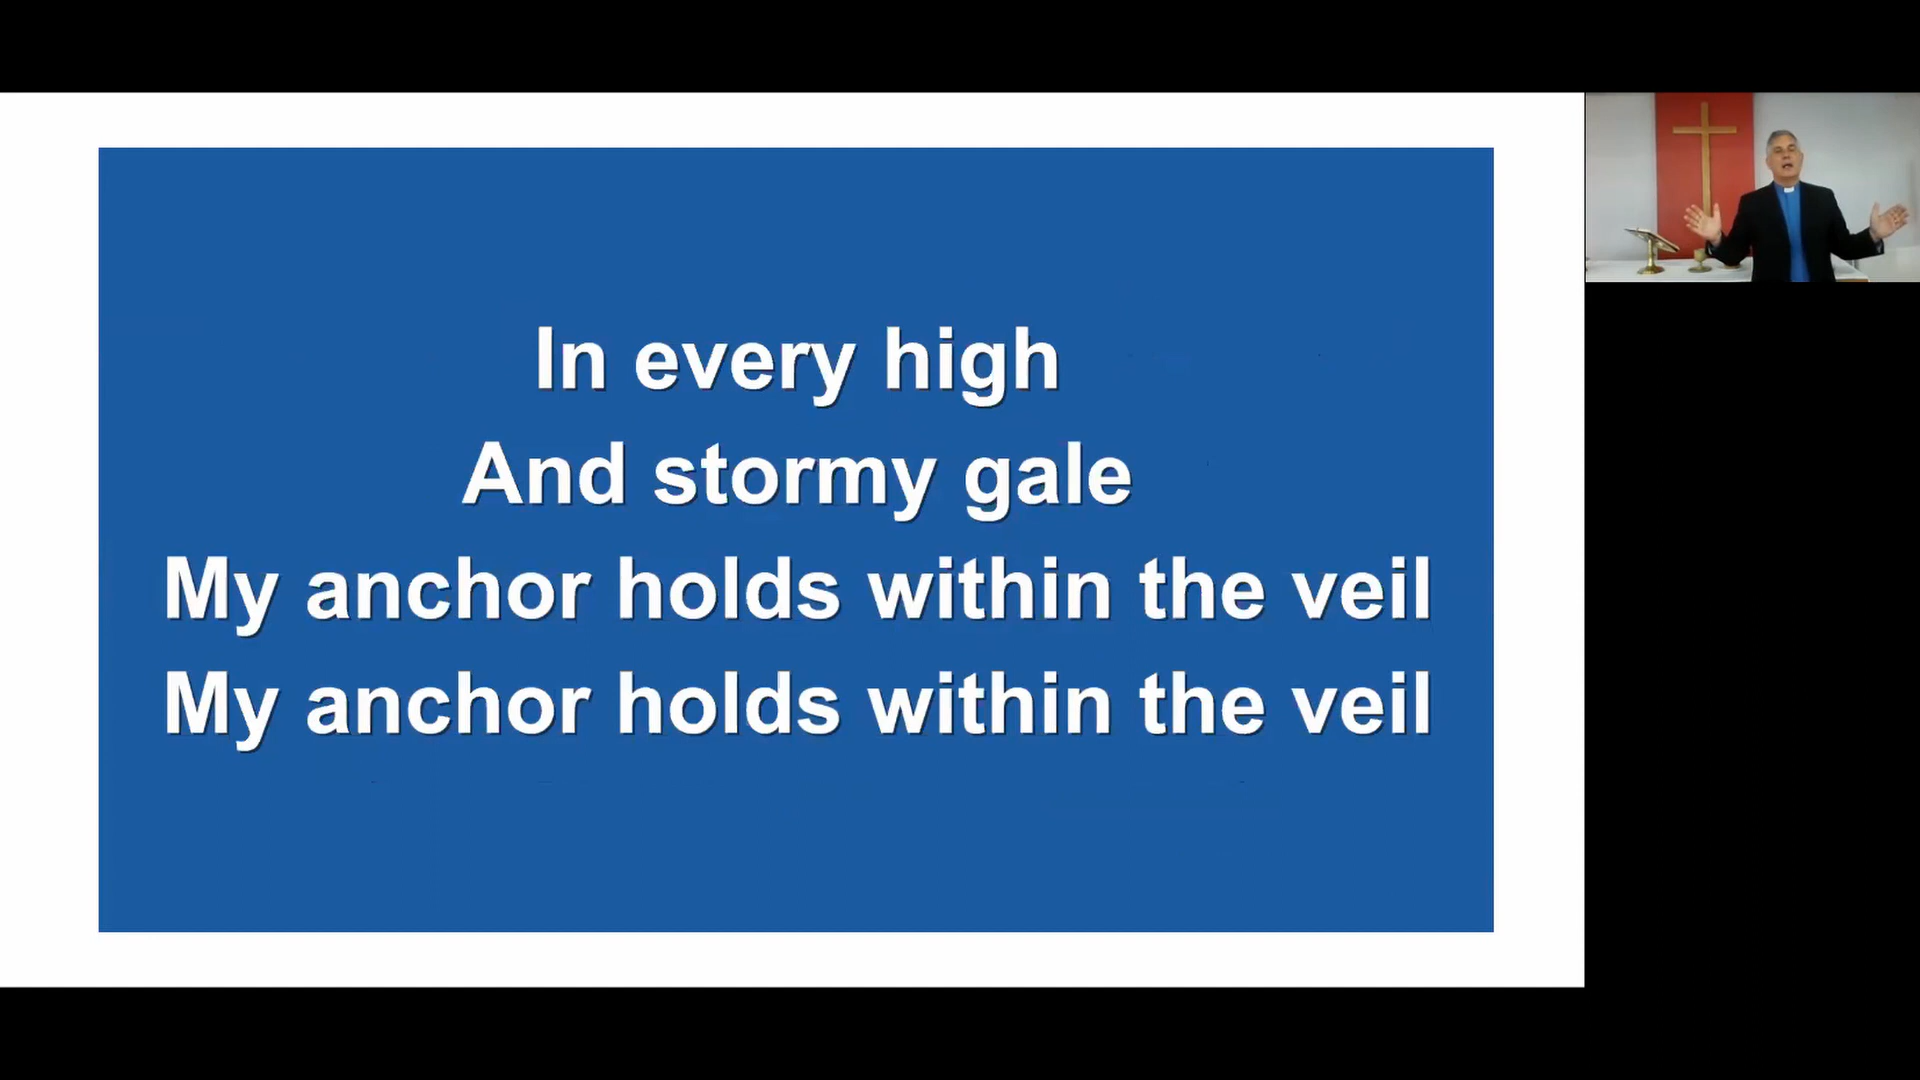 In every high
And stormy gale
My anchor holds within the veil
My anchor holds within the veil